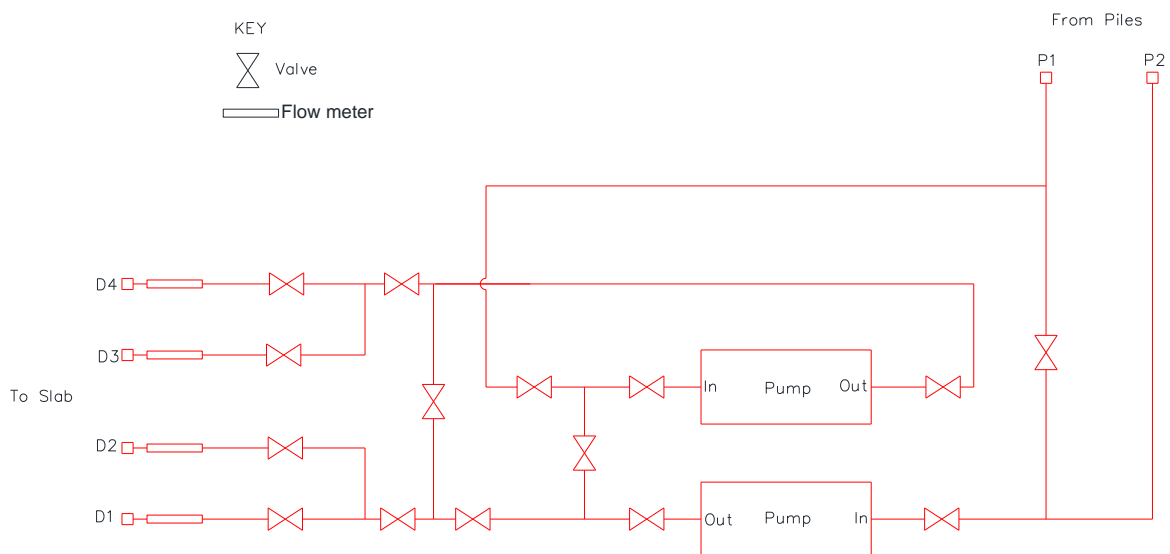 From Piles
KEY
P1
P2
Valve
Flow meter
D4
D3
In
Pump
Out
To Slab
D2
D1
Out
Pump
In